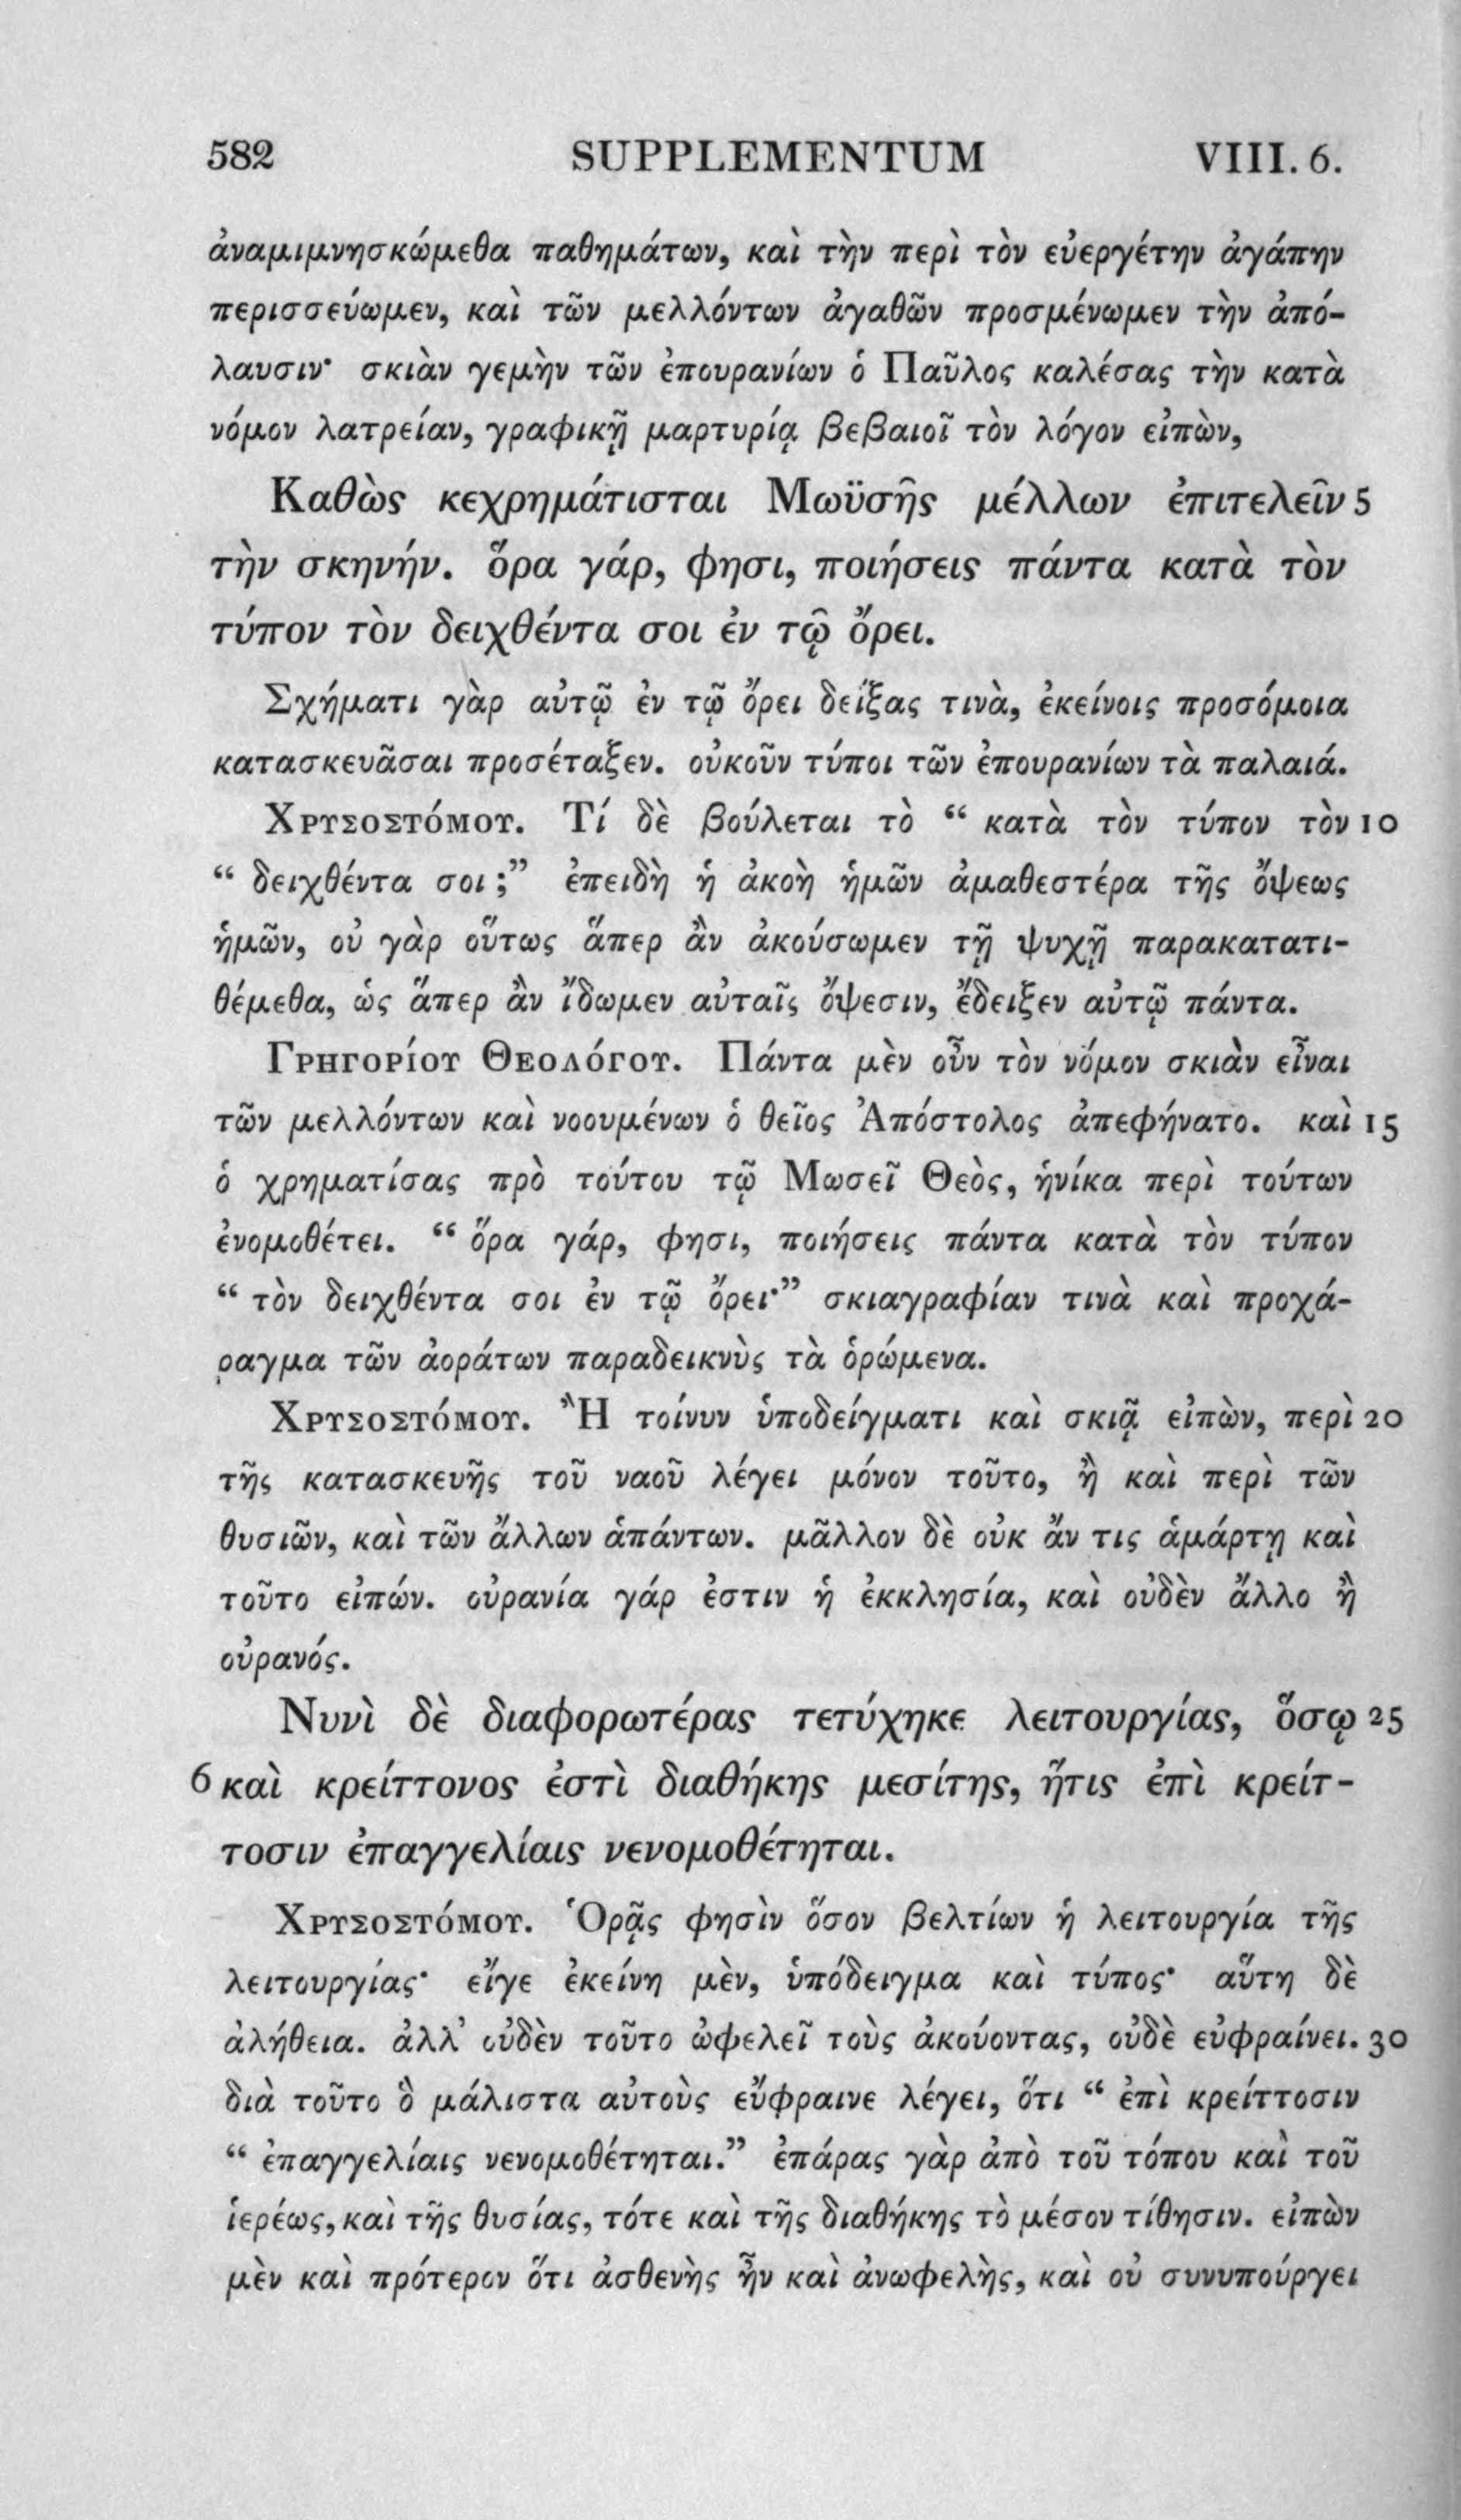 582 SUPPLEMENTUM VIII. 6.
ἀναμιμνησκώμεθα παθημάτων, καὶ τὴν περὶ τὸν εὐεργέτην ἀγάπην
περισσεύωμεν, καὶ τῶν μελλόντων ἀγαθῶν προσμένωμεν τὴν ἀπό-
λαυσιν· σκιὰν γεμὴν τῶν ἐπουρανίων ὁ Παῦλος καλέσας τὴν κατὰ
νόμον λατρείαν, γραφικῇ μαρτυρίᾳ βεβαιοῖ τὸν λόγον εἰπὼν,
Καθὼς κεχρημάτισται Μωϋσῆς μέλλων ἐπιτελεῖν 5
τὴν σκηνήν. ὅρα γάρ, φησι, ποιήσεις πάντα κατὰ τὸν
τύπον τὸν δειχθέντα σοι ἐν τῷ ὄρει.
Σχήματι γὰρ αὐτῷ ἐν τῷ ὄρει δείξας τινὰ, ἐκείνοις προσόμοια
κατασκευᾶσαι προσέταξεν. οὐκοῦν τύποι τῶν ἐπουρανίων τὰ παλαιά.
Χρυσοστόμου. Τί δὲ βούλεται τὸ “ κατὰ τὸν τύπον τὸν 10
“ δειχθέντα σοι ;” ἐπειδὴ ἡ ἀκοὴ ἡμῶν ἀμαθεστέρα τῆς ὄψεως
ἡμῶν, οὐ γὰρ οὕτως ἅπερ ἂν ἀκούσωμεν τῇ ψυχῇ παρακατατι-
θέμεθα, ὡς ἅπερ ἂν ἴδωμεν αὐταῖς ὄψεσιν, ἔδειξεν αὐτῷ πάντα.
Γρηγορίου Θεολόγου. Πάντα μὲν οὖν τὸν νόμον σκιὰν εἶναι
τῶν μελλόντων καὶ νοουμένων ὁ θεῖος Ἀπόστολος ἀπεφήνατο. καὶ 15
ὁ χρηματίσας πρὸ τούτου τῷ Μωσεῖ Θεὸς, ἡνίκα περὶ τούτων
ἐνομοθέτει. “ ὅρα γάρ, φησι, ποιήσεις πάντα κατὰ τὸν τύπον
“ τὸν δειχθέντα σοι ἐν τῷ ὄρει·” σκιαγραφίαν τινὰ καὶ προχά-
ραγμα τῶν ἀοράτων παραδεικνὺς τὰ ὁρώμενα.
Χρυσοστόμου. Ἢ τοίνυν ὑποδείγματι καὶ σκιᾷ εἰπὼν, περὶ 20
τῆς κατασκευῆς τοῦ ναοῦ λέγει μόνον τοῦτο, ἢ καὶ περὶ τῶν
θυσιῶν, καὶ τῶν ἄλλων ἁπάντων. μᾶλλον δὲ οὐκ ἄν τις ἁμάρτῃ καὶ
τοῦτο εἰπών. οὐρανία γάρ ἐστιν ἡ ἐκκλησία, καὶ οὐδὲν ἄλλο ἢ
οὐρανός.
Νυνὶ δὲ διαφορωτέρας τετύχηκε λειτουργίας, ὅσῳ 25
6 καὶ κρείττονος ἐστὶ διαθήκης μεσίτης, ἥτις ἐπὶ κρείτ-
τοσιν ἐπαγγελίαις νενομοθέτηται.
Χρυσοστόμου. Ὁρᾷς φησὶν ὅσον βελτίων ἡ λειτουργία τῆς
λειτουργίας· εἴγε ἐκείνη μὲν, ὑπόδειγμα καὶ τύπος· αὕτη δὲ
ἀλήθεια. ἀλλ’ οὐδὲν τοῦτο ὠφελεῖ τοὺς ἀκούοντας, οὐδὲ εὐφραίνει. 30
διὰ τοῦτο ὃ μάλιστα αὐτοὺς εὔφραινε λέγει, ὅτι “ ἐπὶ κρείττοσιν
“ ἐπαγγελίαις νενομοθέτηται.” ἐπάρας γὰρ ἀπὸ τοῦ τόπου καὶ τοῦ
ἱερέως, καὶ τῆς θυσίας, τότε καὶ τῆς διαθήκης τὸ μέσον τίθησιν. εἰπὼν
μὲν καὶ πρότερον ὅτι ἀσθενὴς ἦν καὶ ἀνωφελὴς, καὶ οὐ συνυπούργει